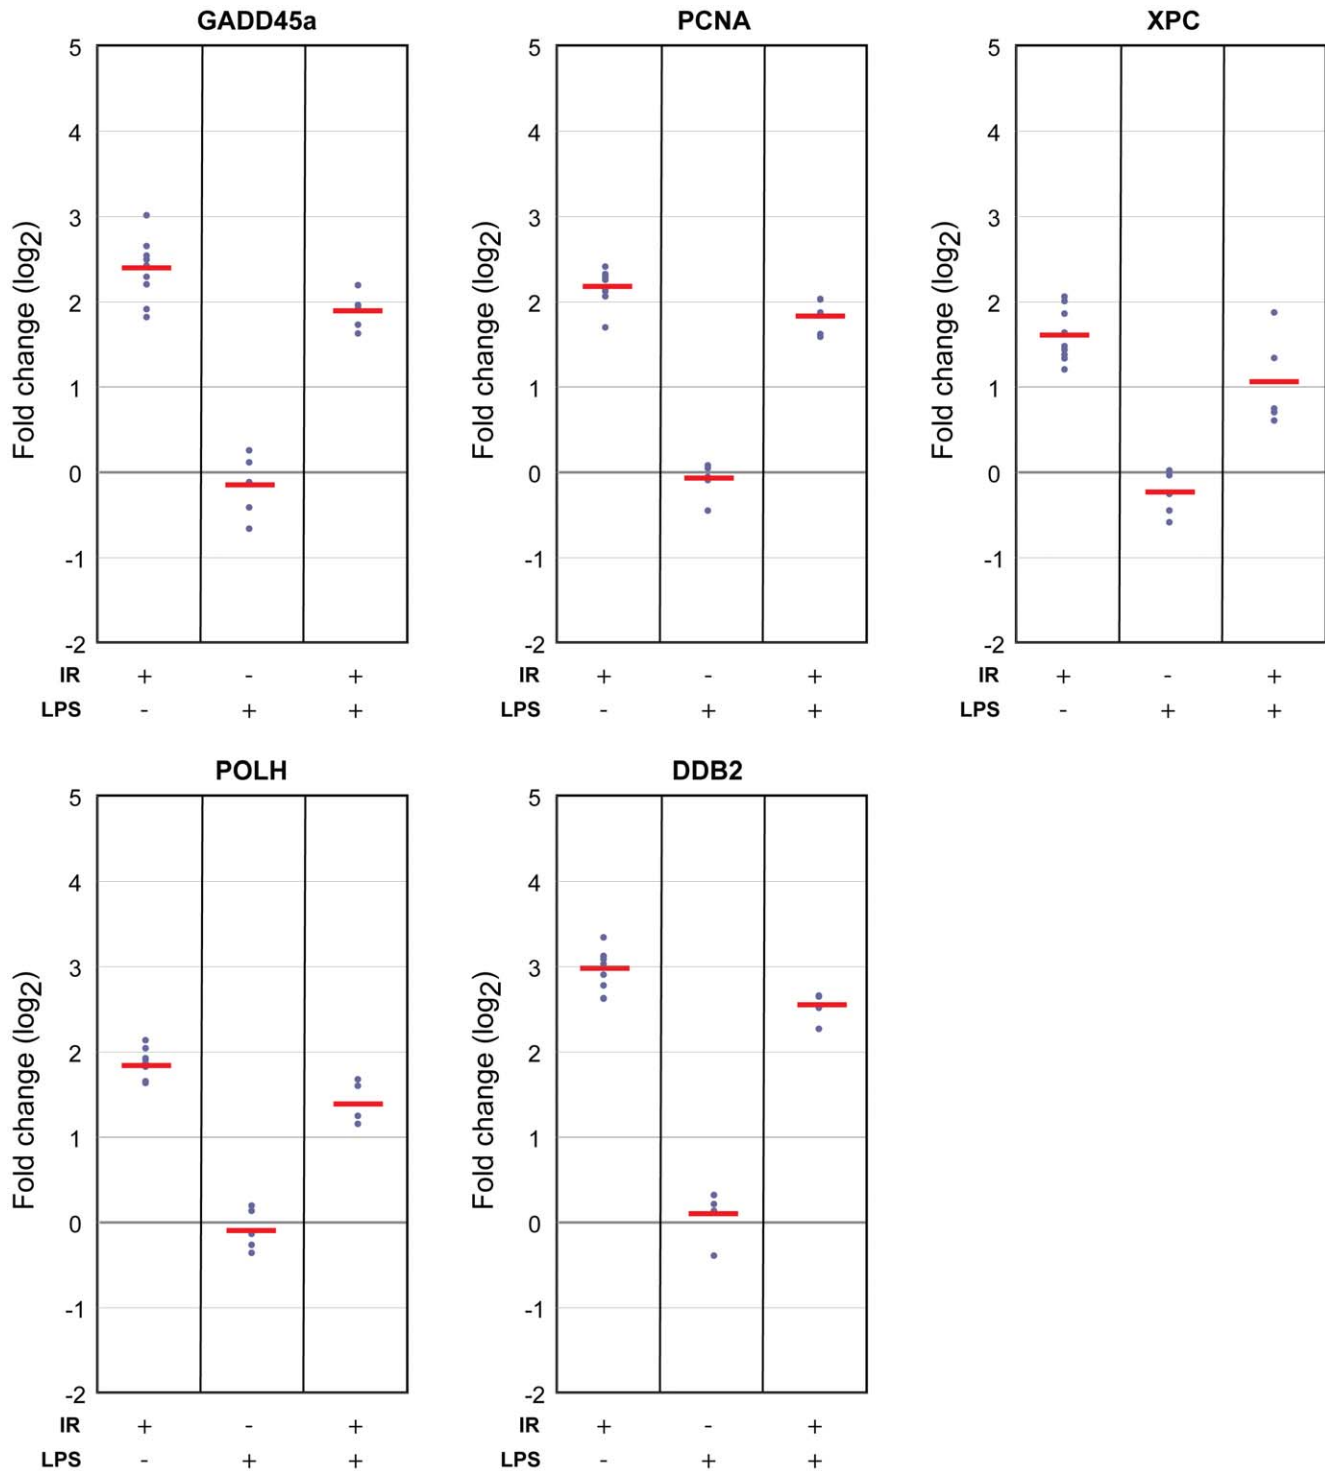 GADD45a PCNA XPC
5 5 5
4 4 4
3 3 3
2 2 2
1 1 1
0 0 0
-1 -1 -1
-2 -2 -2
Fold change (log2) Fold change (log2) Fold change (log2)
IR + - + IR + - + IR + - +
LPS - + + LPS - + + LPS - + +
POLH DDB2
5 5
4 4
3 3
2 2
1 1
0 0
-1 -1
-2 -2
Fold change (log2) Fold change (log2)
IR + - + IR + - +
LPS - + + LPS - + +